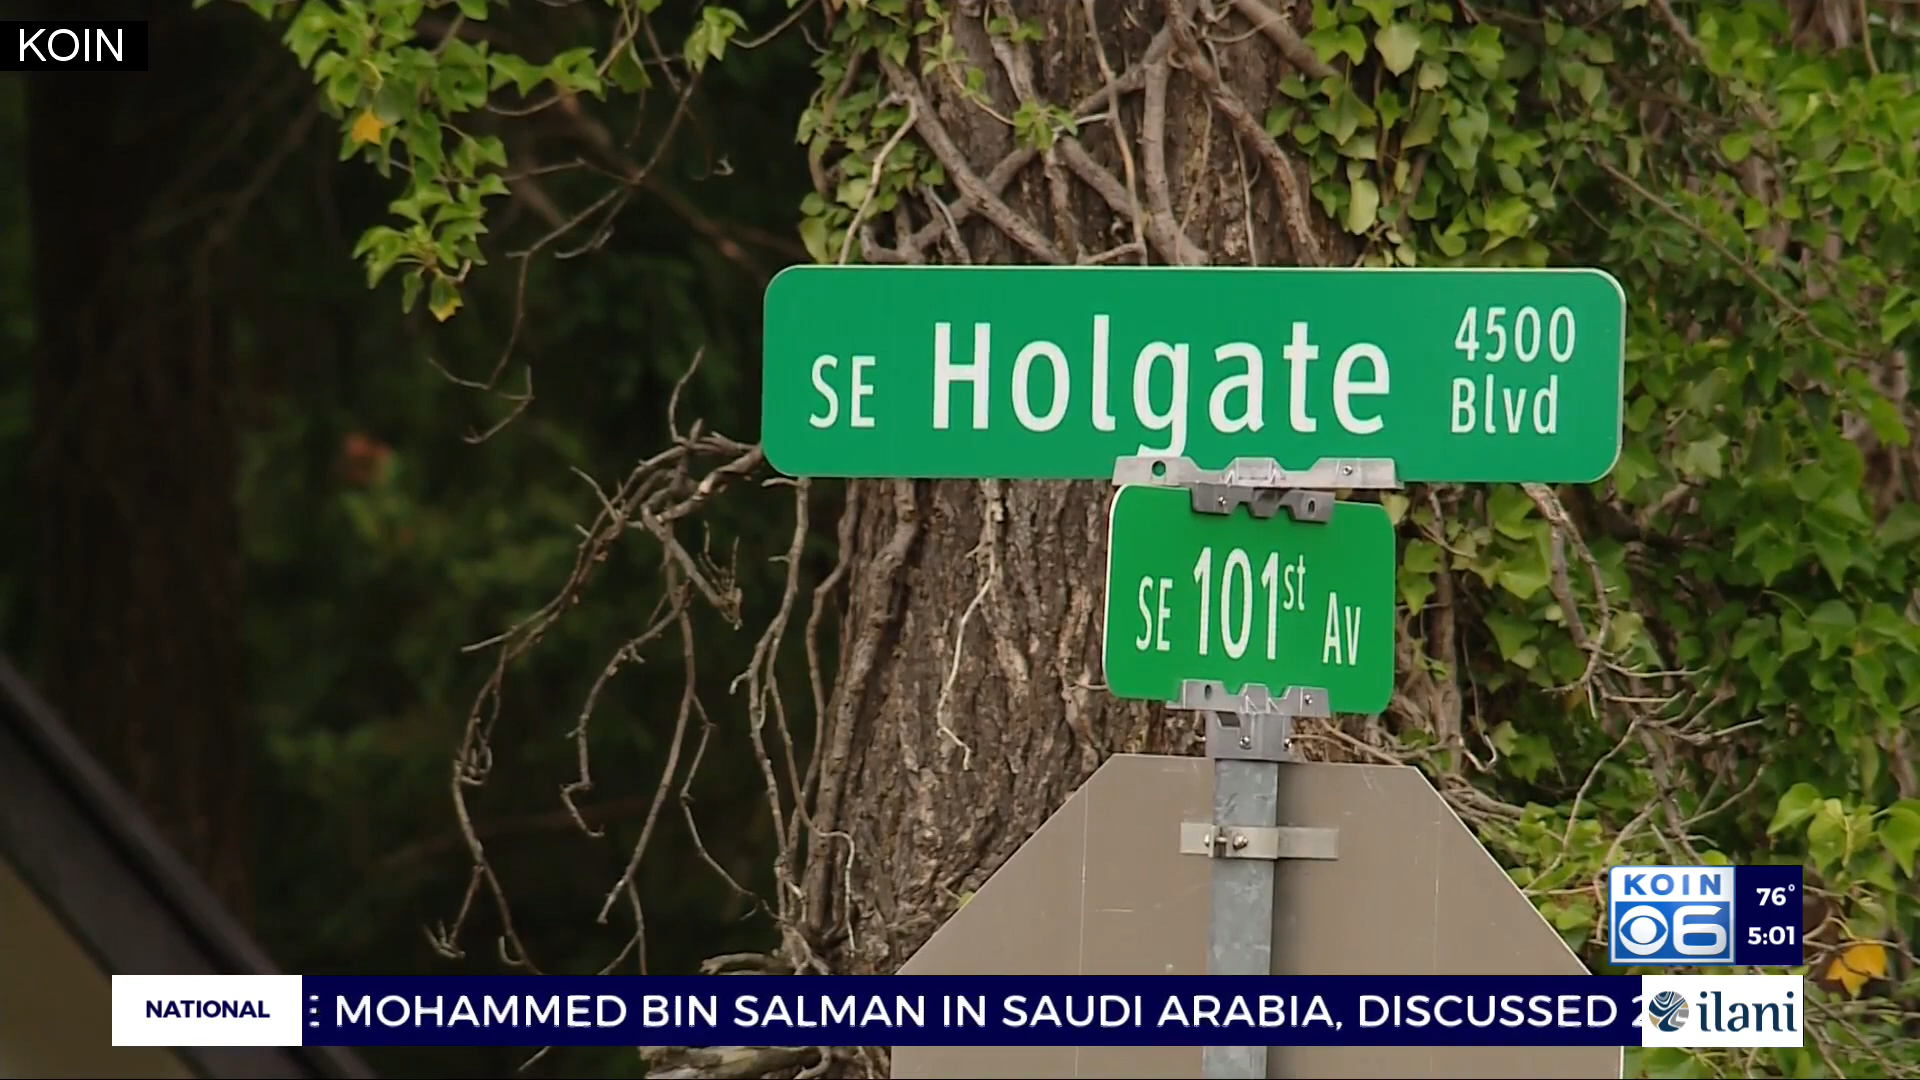 KOIN
SE Holgate 4500 Blvd
SE 101st Av
KOIN
6
76°
5:01
NATIONAL
MOHAMMED BIN SALMAN IN SAUDI ARABIA, DISCUSSED
ilani